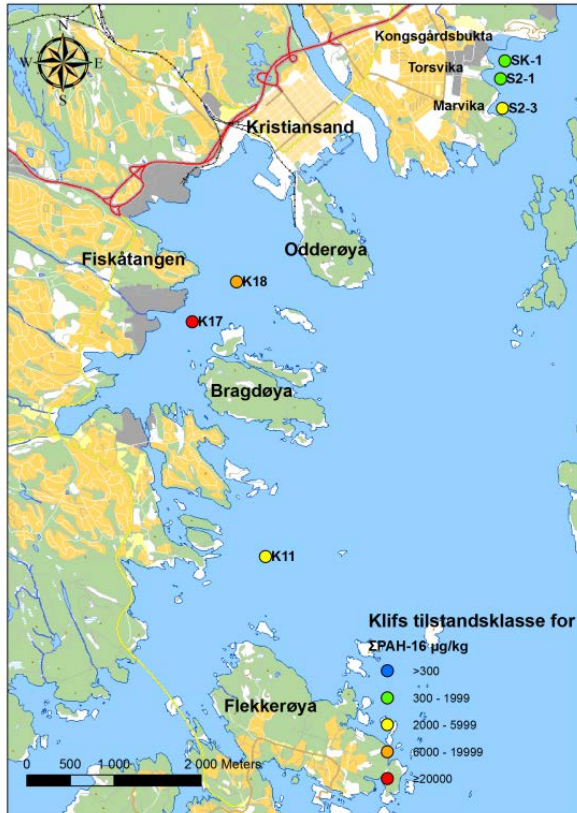 N
W E
S
Kongsgårdsbukta
SK-1
Torsvika
S2-1
Marvika
S2-3
Kristiansand
Odderøya
Fiskåtangen
K18
K17
Bragdøya
K11
Klifs tilstandsklasse for
ΣPAH-16 µg/kg
>300
300 - 1999
2000 - 5999
6000 - 19999
≥20000
Flekkerøya
0 500 1 000 2 000 Meters